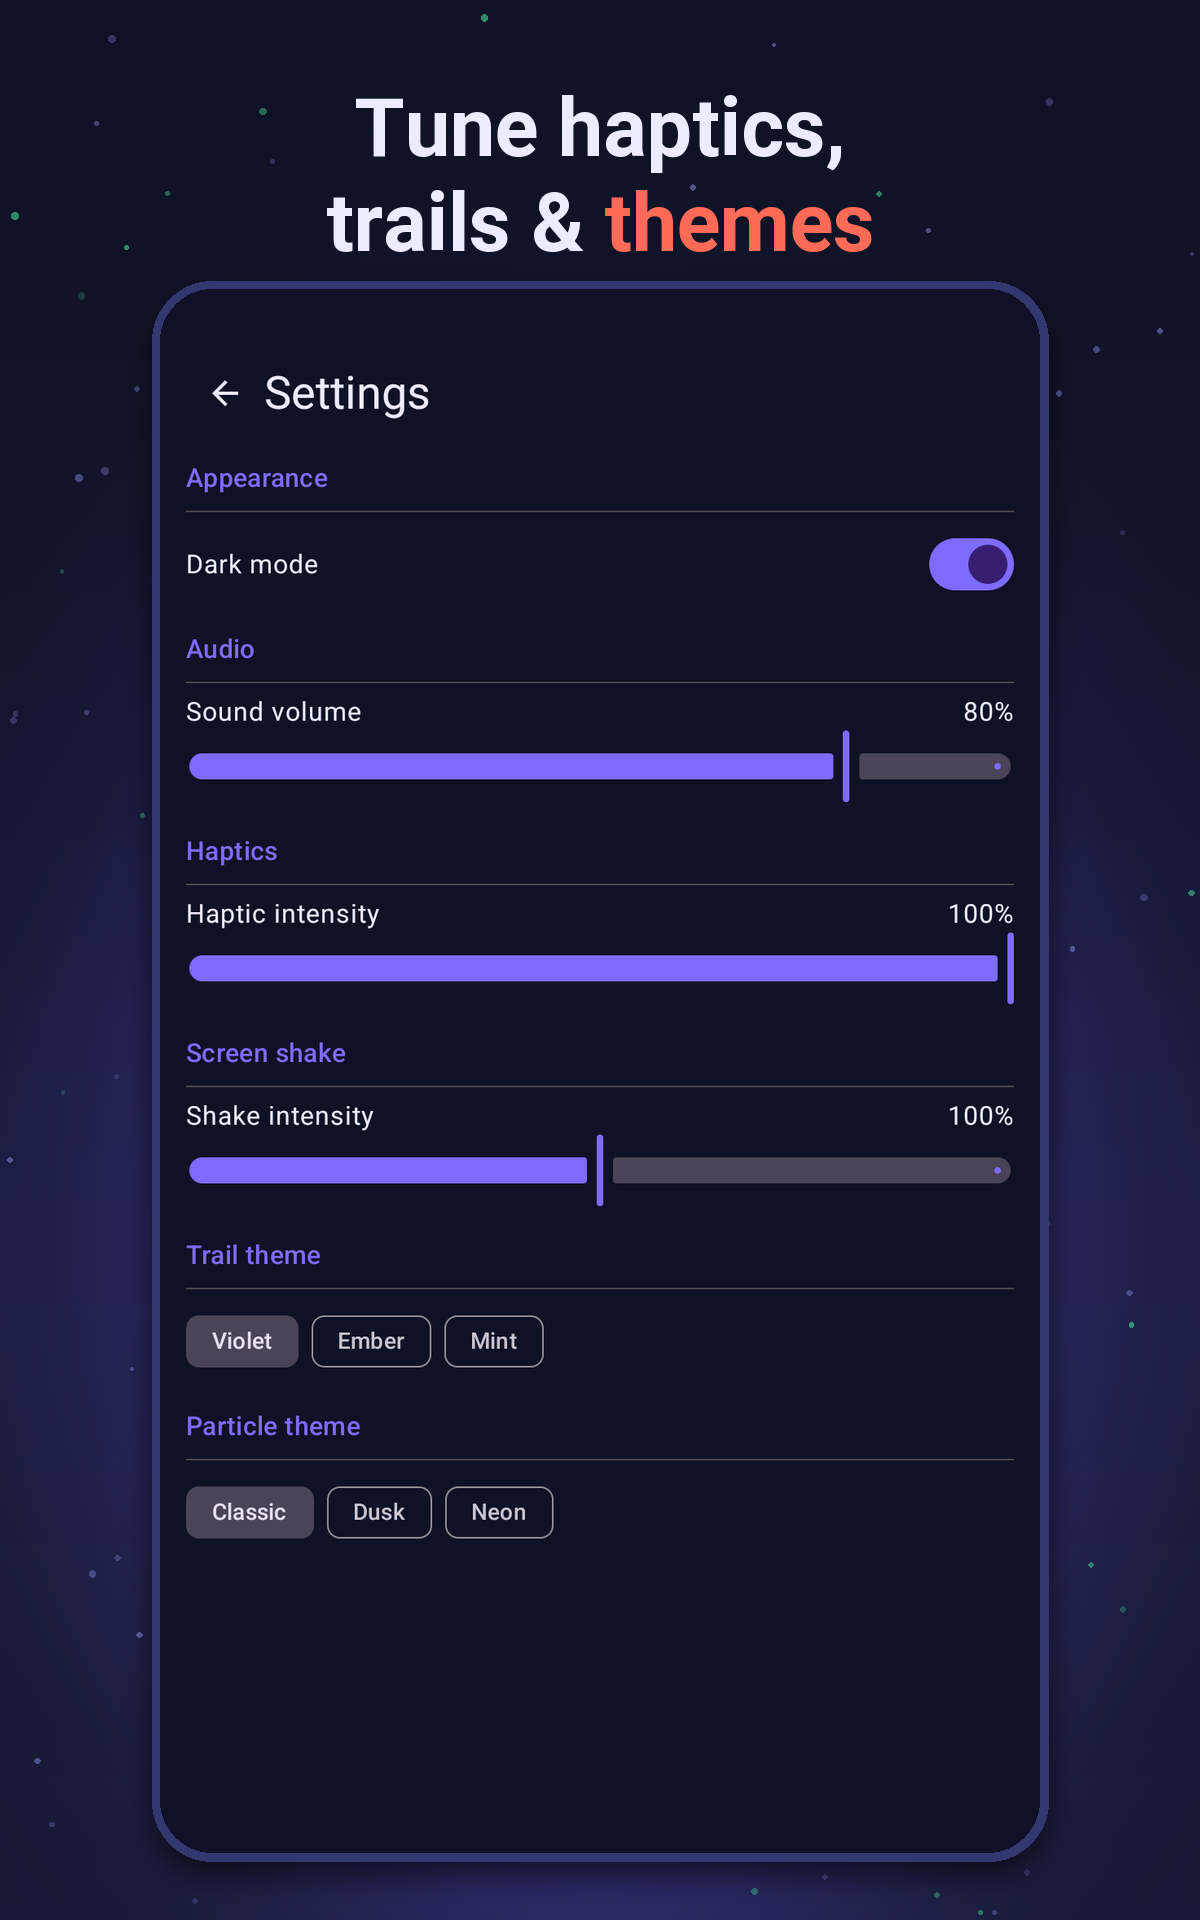 Tune haptics,
trails & themes
Settings
Appearance
Dark mode
Audio
Sound volume 80%
Haptics
Haptic intensity 100%
Screen shake
Shake intensity 100%
Trail theme
Violet Ember Mint
Particle theme
Classic Dusk Neon